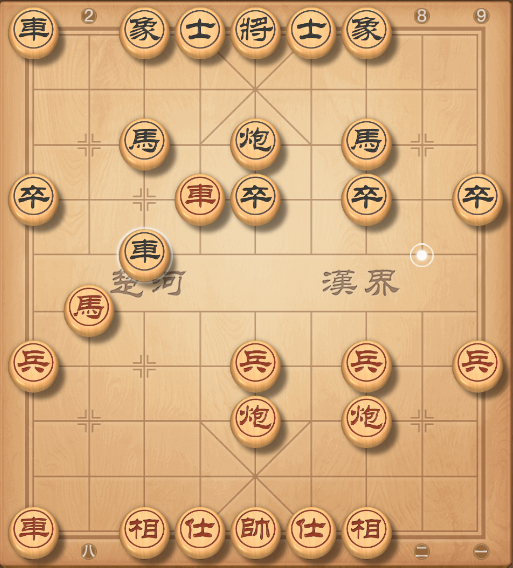 2 8 9
車 象 士 將 士 象
馬 炮 馬
卒 車 卒 卒 卒
車
楚河 漢界
馬
兵 兵 兵 兵
炮 炮
車 相 仕 帥 仕 相
八 二 一